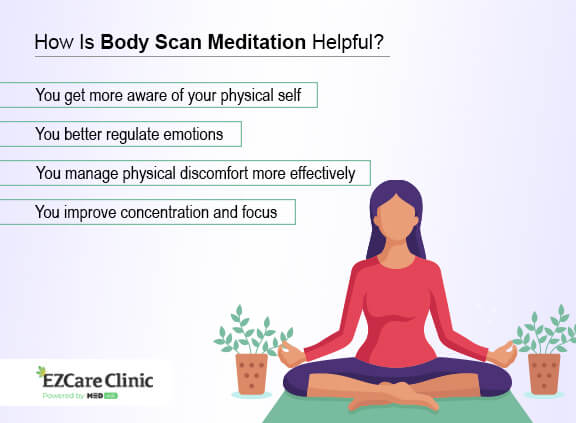 How Is Body Scan Meditation Helpful?
You get more aware of your physical self
You better regulate emotions
You manage physical discomfort more effectively
You improve concentration and focus
EZCare Clinic
Powered by MED